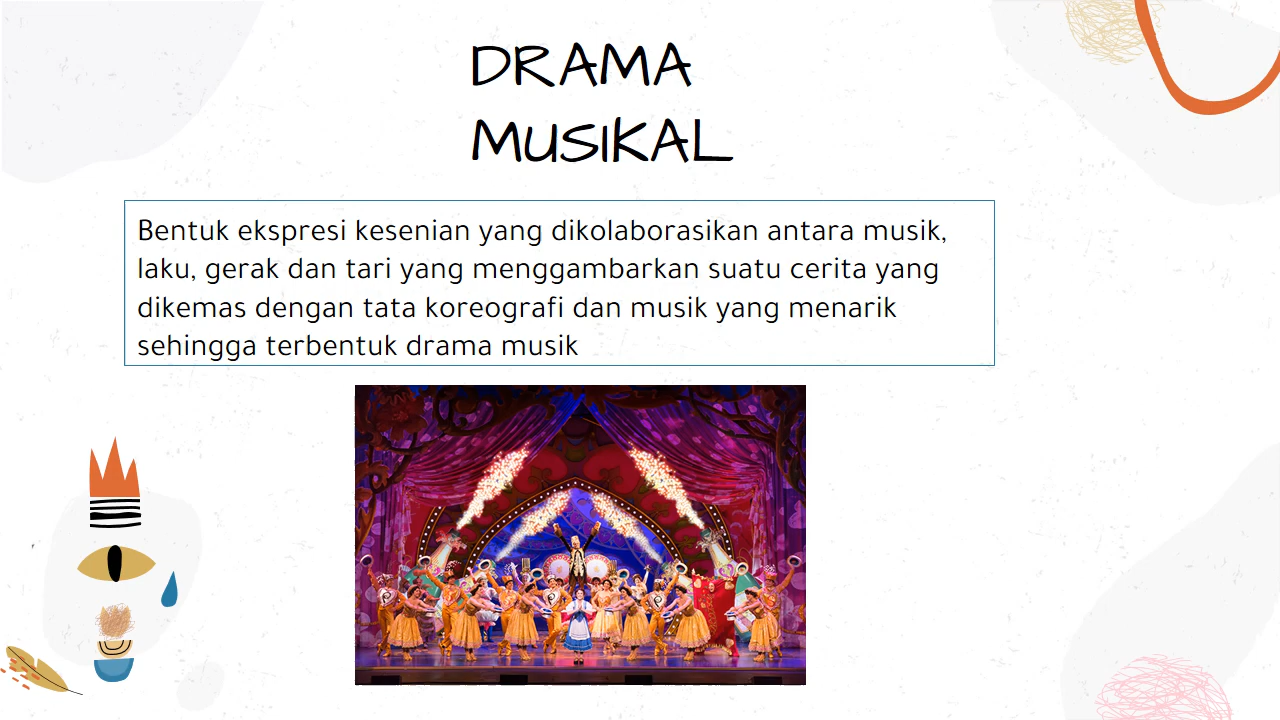 DRAMA
MUSIKAL
Bentuk ekspresi kesenian yang dikolaborasikan antara musik,
laku, gerak dan tari yang menggambarkan suatu cerita yang
dikemas dengan tata koreografi dan musik yang menarik
sehingga terbentuk drama musik